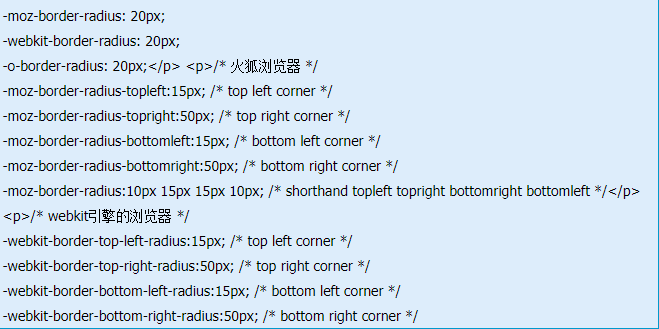 -moz-border-radius: 20px;
-webkit-border-radius: 20px;
-o-border-radius: 20px;</p> <p>/* 火狐浏览器 */
-moz-border-radius-topleft:15px; /* top left corner */
-moz-border-radius-topright:50px; /* top right corner */
-moz-border-radius-bottomleft:15px; /* bottom left corner */
-moz-border-radius-bottomright:50px; /* bottom right corner */
-moz-border-radius:10px 15px 15px 10px; /* shorthand topleft topright bottomright bottomleft */</p>
<p>/* webkit引擎的浏览器 */
-webkit-border-top-left-radius:15px; /* top left corner */
-webkit-border-top-right-radius:50px; /* top right corner */
-webkit-border-bottom-left-radius:15px; /* bottom left corner */
-webkit-border-bottom-right-radius:50px; /* bottom right corner */